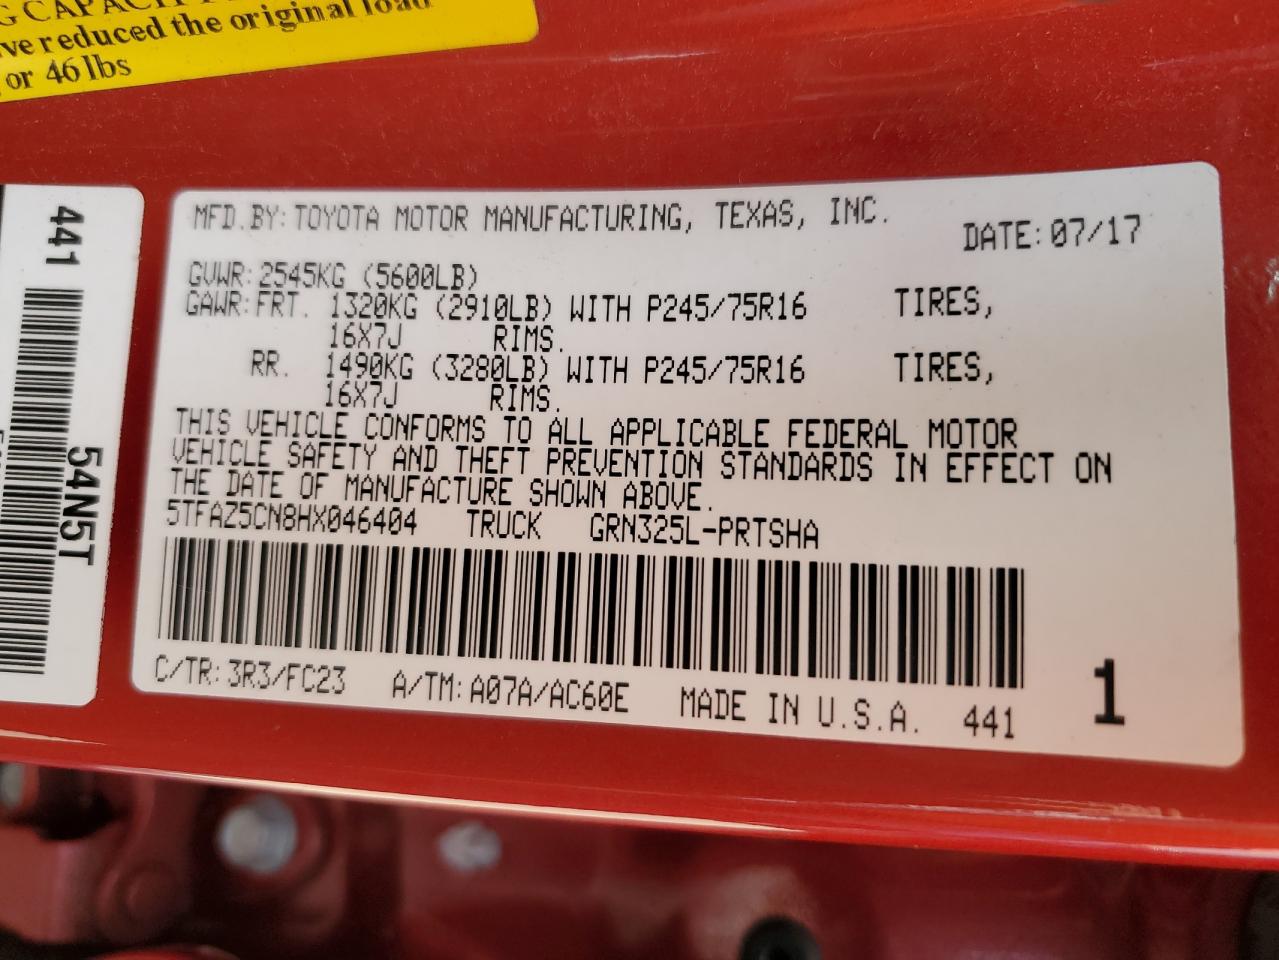 G CAPACIT
ve reduced the original load
or 46 lbs
441
54N5T
MFD.BY:TOYOTA MOTOR MANUFACTURING, TEXAS, INC.
DATE:07/17
GVWR:2545KG (5600LB)
GAWR:FRT. 1320KG (2910LB) WITH P245/75R16 TIRES,
16X7J RIMS.
RR. 1490KG (3280LB) WITH P245/75R16 TIRES,
16X7J RIMS.
THIS VEHICLE CONFORMS TO ALL APPLICABLE FEDERAL MOTOR
VEHICLE SAFETY AND THEFT PREVENTION STANDARDS IN EFFECT ON
THE DATE OF MANUFACTURE SHOWN ABOVE.
5TFAZ5CN8HX046404 TRUCK GRN325L-PRTSHA
C/TR:3R3/FC23 A/TM:A07A/AC60E MADE IN U.S.A. 441 1